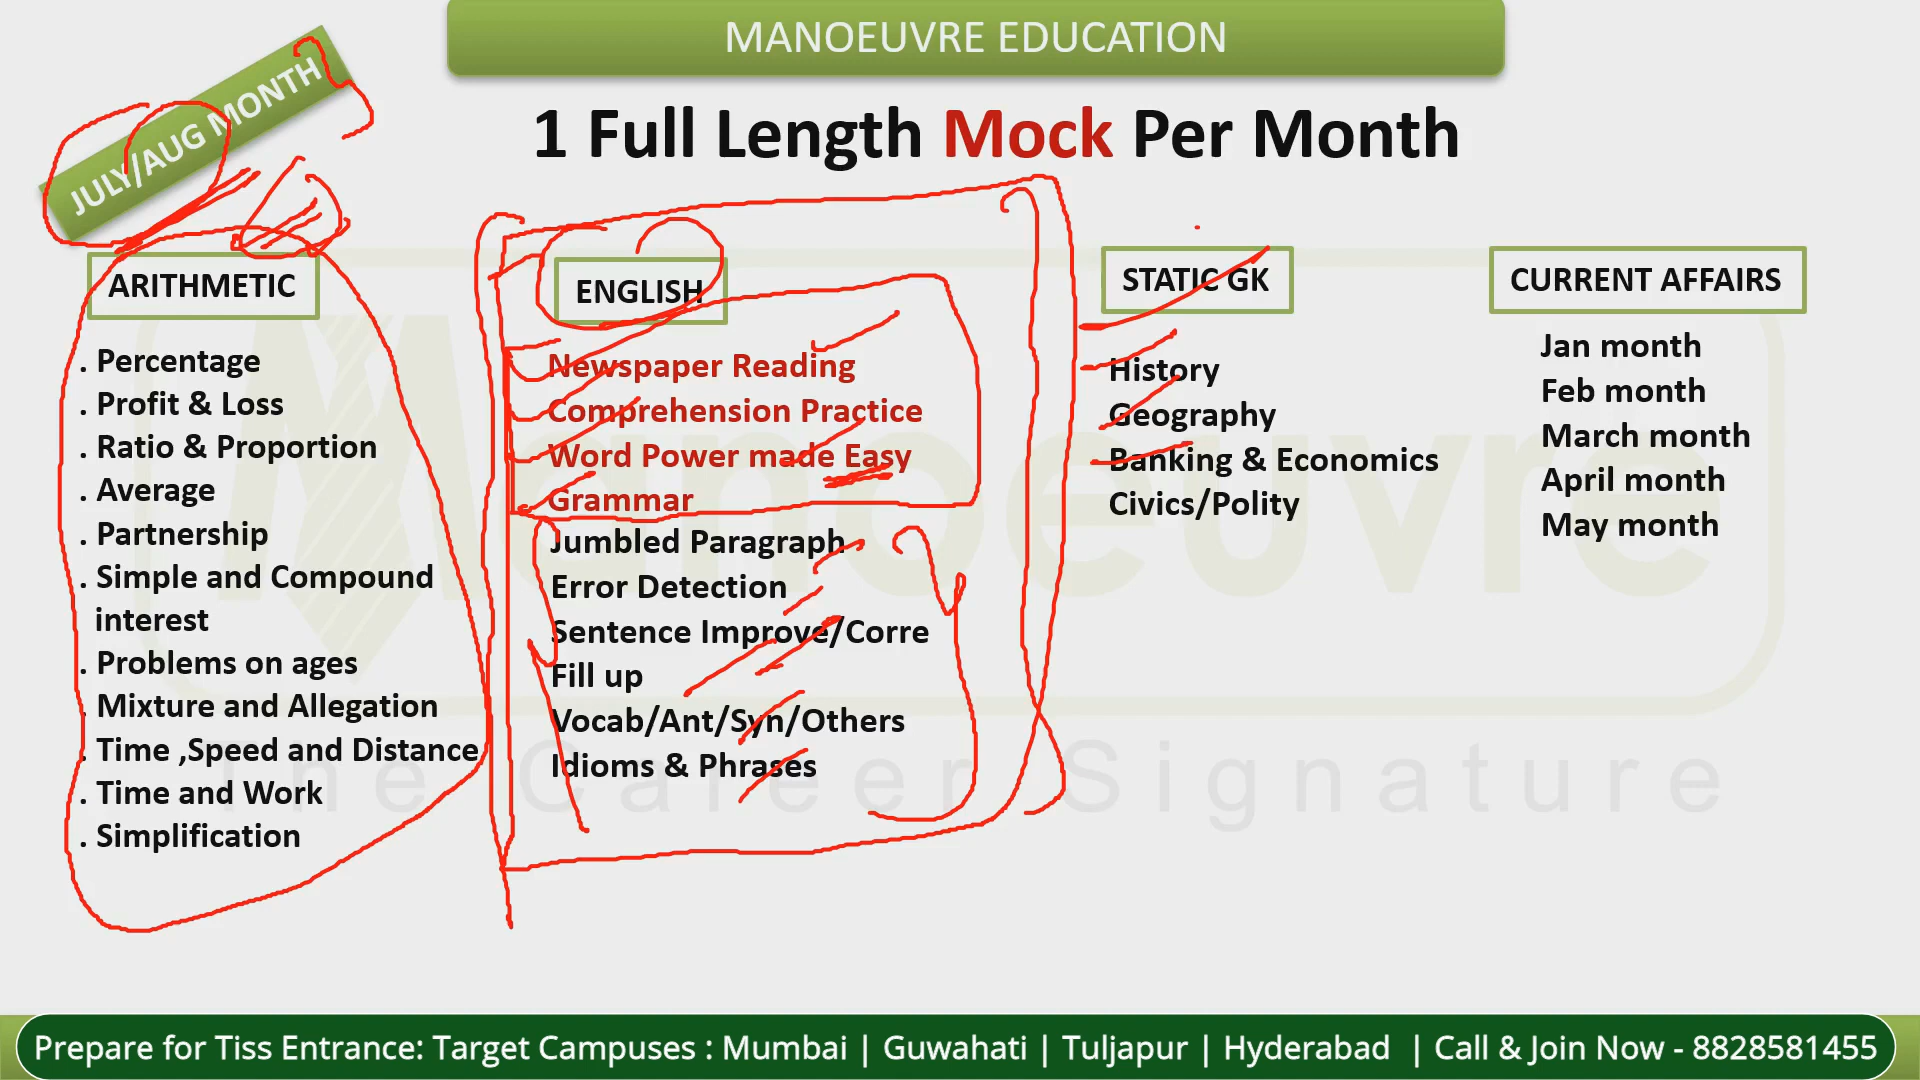 MANOEUVRE EDUCATION
JULY/AUG MONTH
1 Full Length Mock Per Month
ARITHMETIC
. Percentage
. Profit & Loss
. Ratio & Proportion
. Average
. Partnership
. Simple and Compound
interest
. Problems on ages
. Mixture and Allegation
. Time ,Speed and Distance
. Time and Work
. Simplification
ENGLISH
Newspaper Reading
Comprehension Practice
Word Power made Easy
Grammar
Jumbled Paragraph
Error Detection
Sentence Improve/Corre
Fill up
Vocab/Ant/Syn/Others
Idioms & Phrases
STATIC GK
History
Geography
Banking & Economics
Civics/Polity
CURRENT AFFAIRS
Jan month
Feb month
March month
April month
May month
Manoeuvre
The Career Signature
Prepare for Tiss Entrance: Target Campuses : Mumbai | Guwahati | Tuljapur | Hyderabad | Call & Join Now - 8828581455